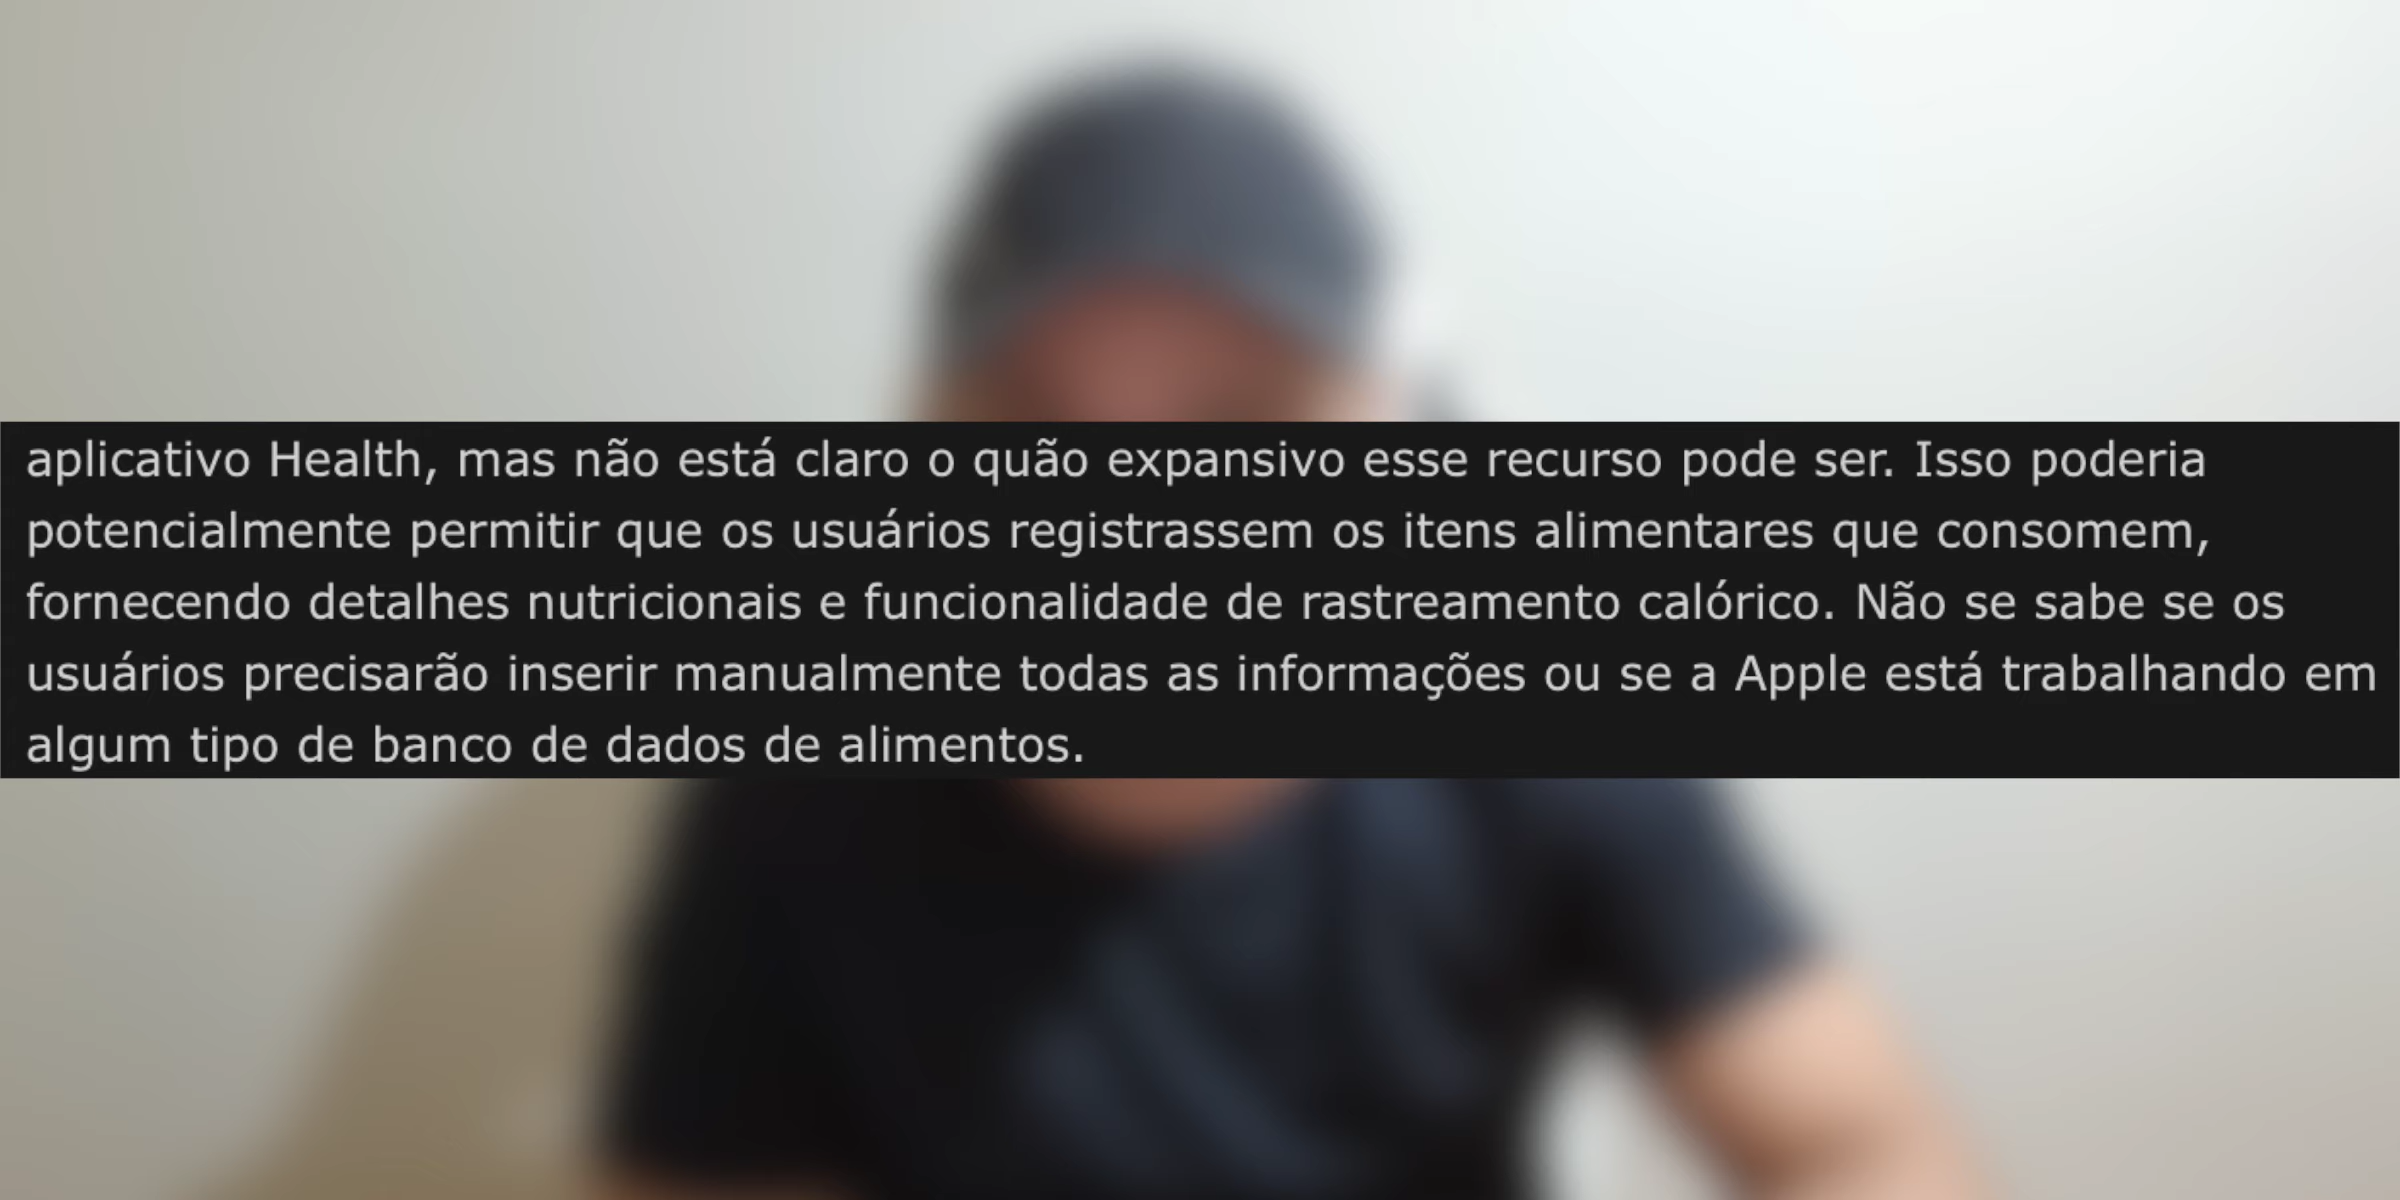 aplicativo Health, mas não está claro o quão expansivo esse recurso pode ser. Isso poderia
potencialmente permitir que os usuários registrassem os itens alimentares que consomem,
fornecendo detalhes nutricionais e funcionalidade de rastreamento calórico. Não se sabe se os
usuários precisarão inserir manualmente todas as informações ou se a Apple está trabalhando em
algum tipo de banco de dados de alimentos.